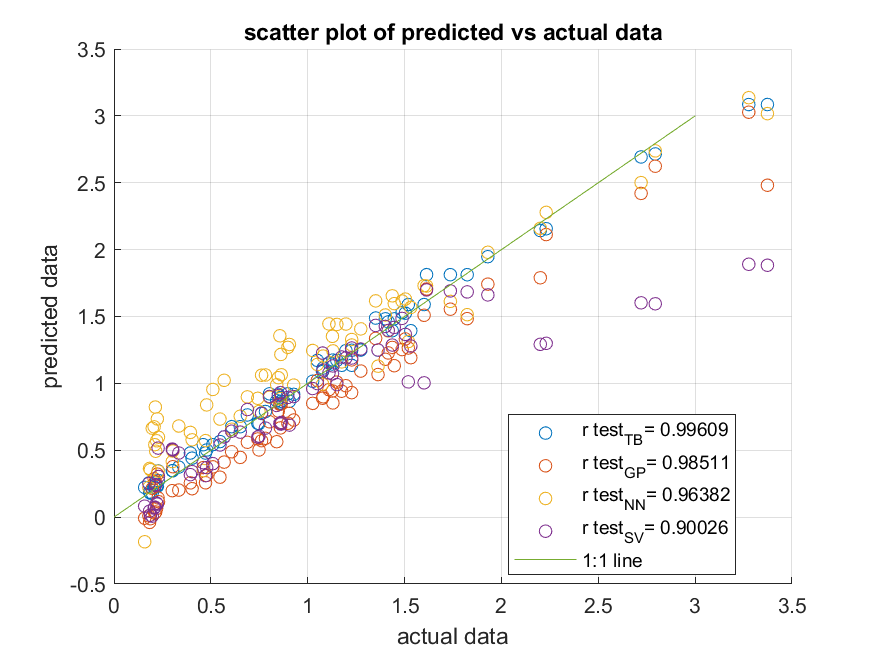 scatter plot of predicted vs actual data
3.5
3
2.5
2
1.5
1
0.5
0
-0.5
predicted data
r test_TB = 0.99609
r test_GP = 0.98511
r test_NN = 0.96382
r test_SV = 0.90026
1:1 line
0 0.5 1 1.5 2 2.5 3 3.5
actual data